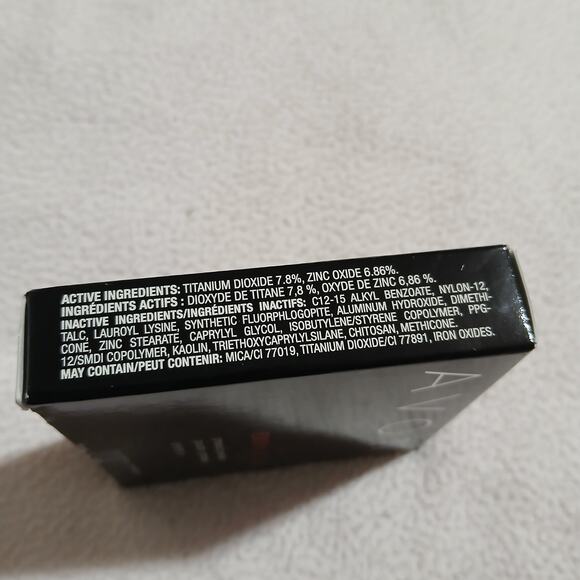 ACTIVE INGREDIENTS: TITANIUM DIOXIDE 7.8%, ZINC OXIDE 6.86%.
INGRÉDIENTS ACTIFS : DIOXYDE DE TITANE 7,8 %, OXYDE DE ZINC 6,86 %.
INACTIVE INGREDIENTS/INGRÉDIENTS INACTIFS: C12-15 ALKYL BENZOATE, NYLON-12,
TALC, LAUROYL LYSINE, SYNTHETIC FLUORPHLOGOPITE, ALUMINUM HYDROXIDE, DIMETHI-
CONE, ZINC STEARATE, CAPRYLYL GLYCOL, ISOBUTYLENE/STYRENE COPOLYMER, PPG-
12/SMDI COPOLYMER, KAOLIN, TRIETHOXYCAPRYLYLSILANE, CHITOSAN, METHICONE.
MAY CONTAIN/PEUT CONTENIR: MICA/CI 77019, TITANIUM DIOXIDE/CI 77891, IRON OXIDES.